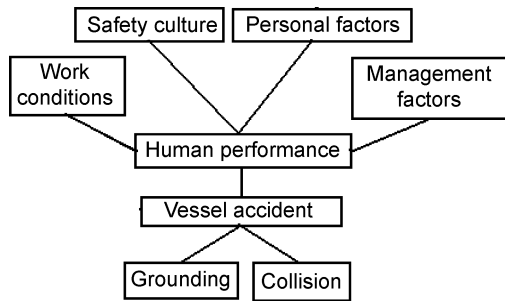 Safety culture
Personal factors
Work
conditions
Management
factors
Human performance
Vessel accident
Grounding
Collision